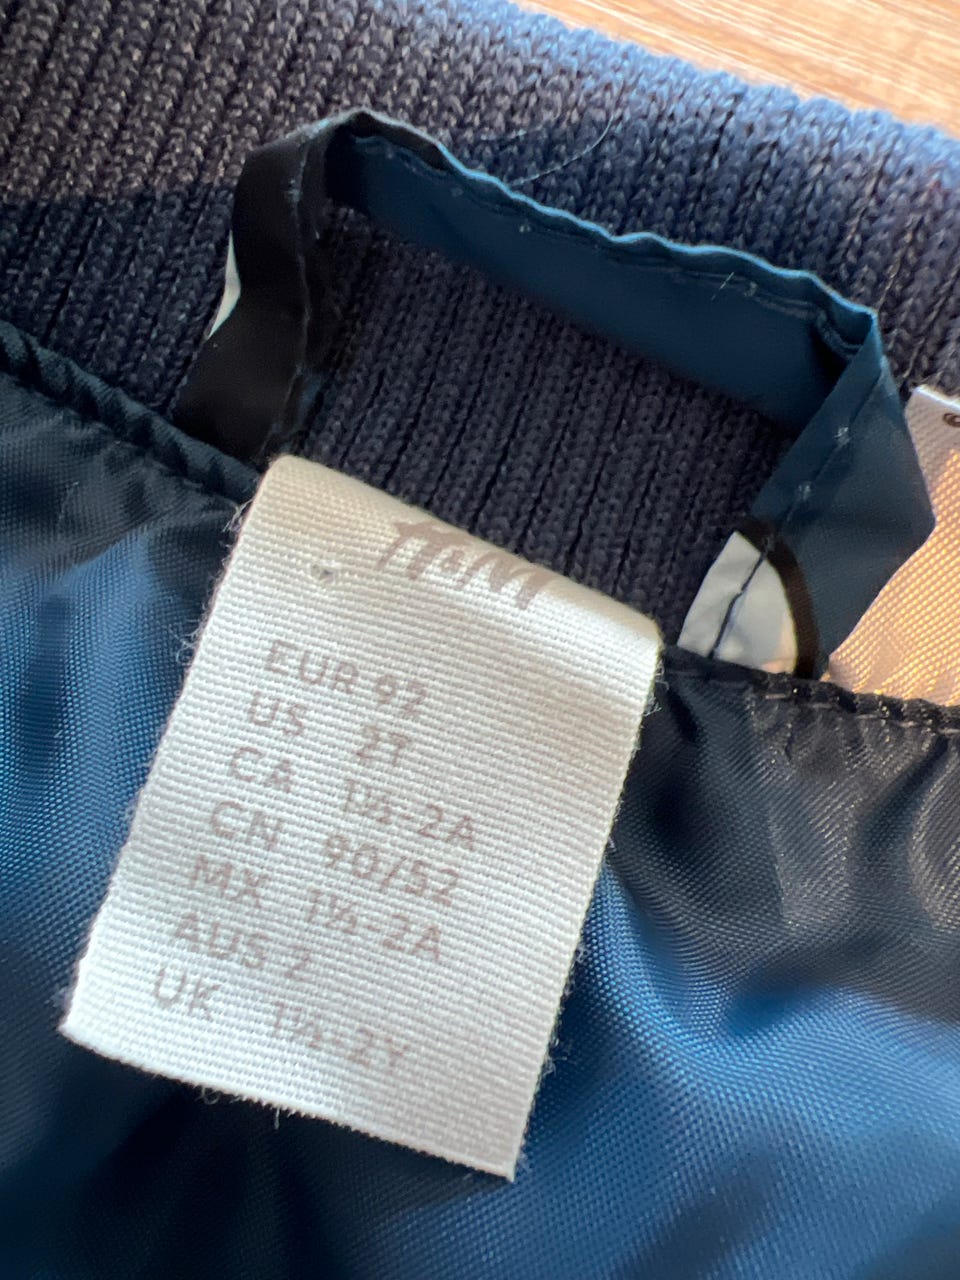 H&M
EUR 92
US 2T
CA 1½-2A
CN 90/52
MX 1½-2A
AUS 2
UK 1½-2Y